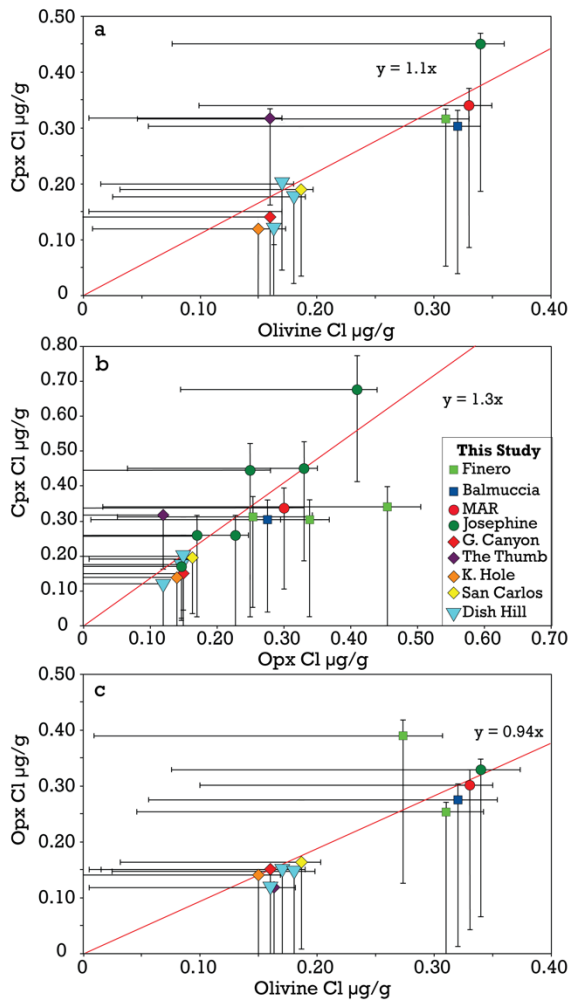 a
0.50
0.40
0.30
0.20
0.10
0
Cpx Cl µg/g
y = 1.1x
0 0.10 0.20 0.30 0.40
Olivine Cl µg/g
b
0.80
0.70
0.60
0.50
0.40
0.30
0.20
0.10
0
Cpx Cl µg/g
y = 1.3x
This Study
Finero
Balmuccia
MAR
Josephine
G. Canyon
The Thumb
K. Hole
San Carlos
Dish Hill
0 0.10 0.20 0.30 0.40 0.50 0.60 0.70
Opx Cl µg/g
c
0.50
0.40
0.30
0.20
0.10
0
Opx Cl µg/g
y = 0.94x
0 0.10 0.20 0.30 0.40
Olivine Cl µg/g